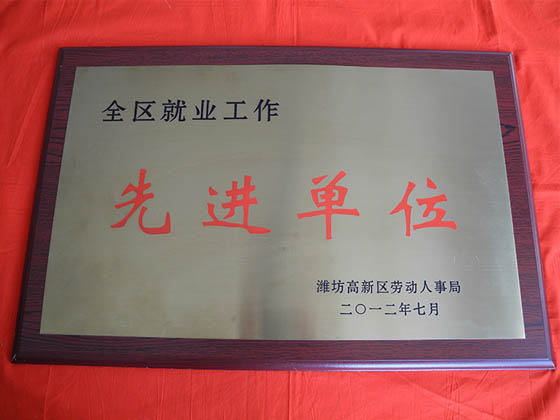 全区就业工作
先进单位
潍坊高新区劳动人事局
二〇一二年七月